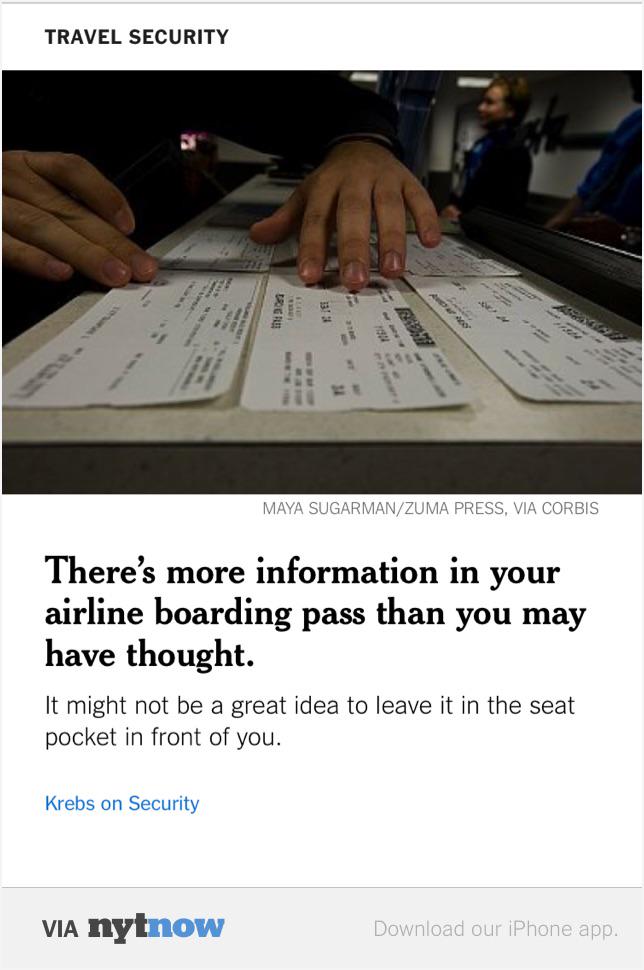 TRAVEL SECURITY
BOARDING PASS
MAYA SUGARMAN/ZUMA PRESS, VIA CORBIS
There’s more information in your
airline boarding pass than you may
have thought.
It might not be a great idea to leave it in the seat
pocket in front of you.
Krebs on Security
VIA nytnow
Download our iPhone app.